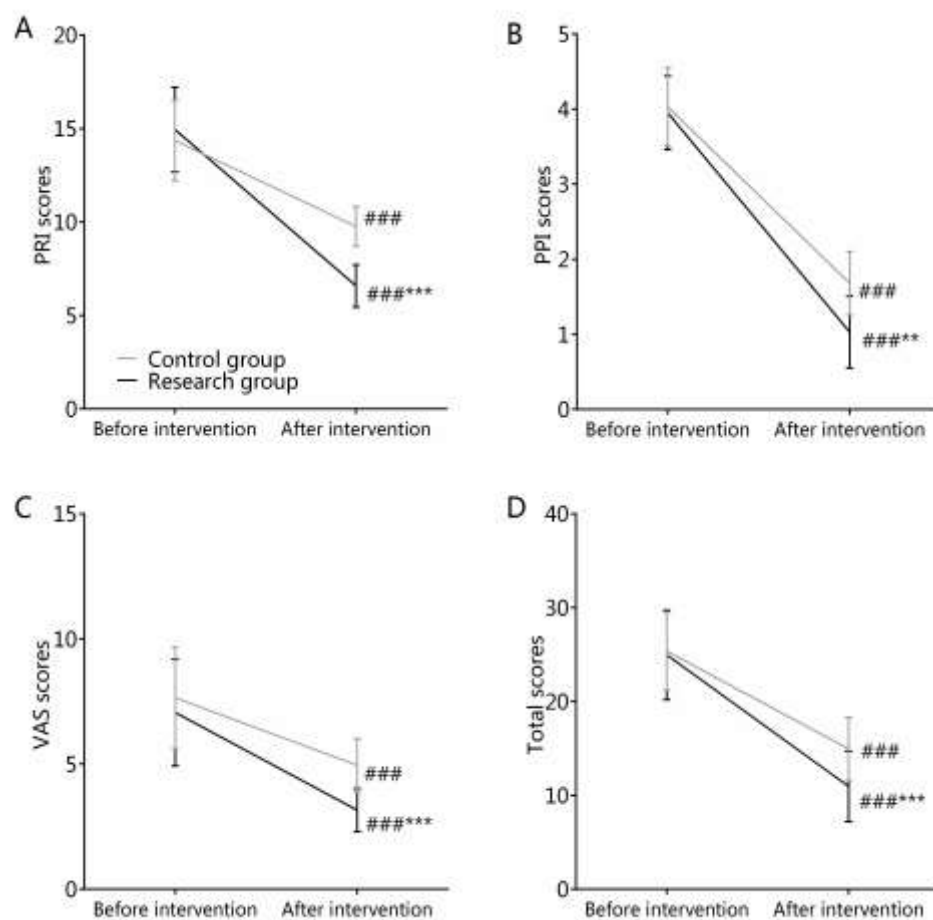 A
20
15
10
5
0
PRI scores
###
###***
Control group
Research group
Before intervention After intervention
B
5
4
3
2
1
0
PPI scores
###
###**
Before intervention After intervention
C
15
10
5
0
VAS scores
###
###***
Before intervention After intervention
D
40
30
20
10
0
Total scores
###
###***
Before intervention After intervention